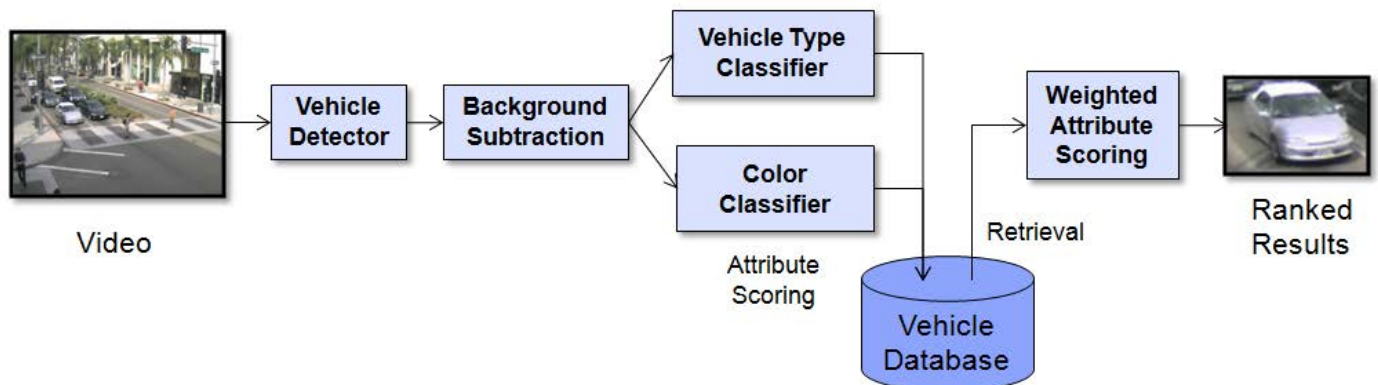 Video
Vehicle
Detector
Background
Subtraction
Vehicle Type
Classifier
Color
Classifier
Attribute
Scoring
Vehicle
Database
Retrieval
Weighted
Attribute
Scoring
Ranked
Results